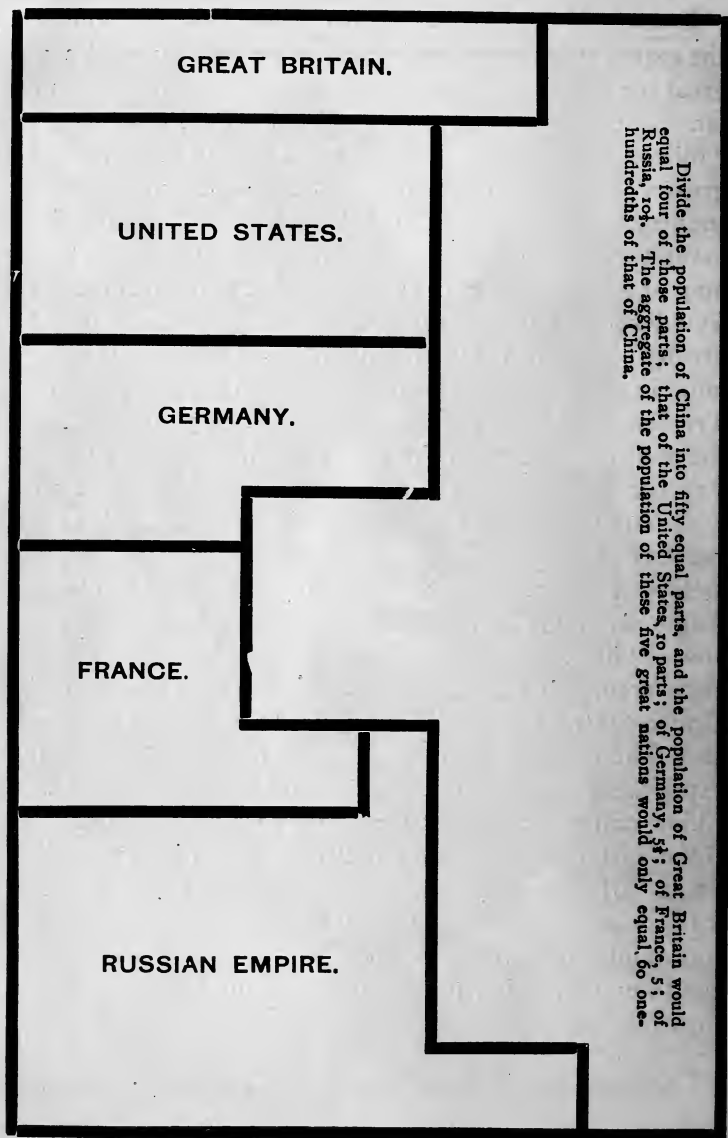 GREAT BRITAIN.
UNITED STATES.
GERMANY.
FRANCE.
RUSSIAN EMPIRE.
Divide the population of China into fifty equal parts, and the population of Great Britain would
equal four of those parts; that of the United States, 10 parts; of Germany, 5½; of France, 5; of
Russia, 10½. The aggregate of the population of these five great nations would only equal 60 one-
hundredths of that of China.